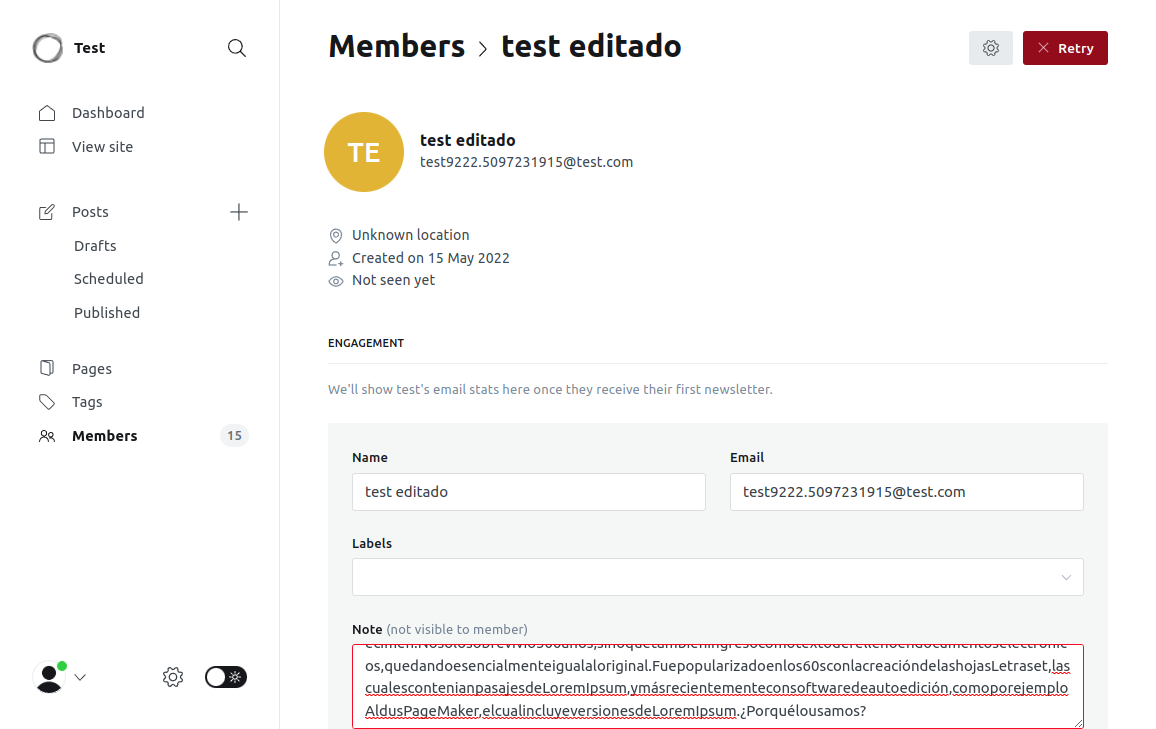 Test
Dashboard
View site
Posts
Drafts
Scheduled
Published
Pages
Tags
Members
15
Members › test editado
Retry
TE
test editado
test9222.5097231915@test.com
Unknown location
Created on 15 May 2022
Not seen yet
ENGAGEMENT
We'll show test's email stats here once they receive their first newsletter.
Name
test editado
Email
test9222.5097231915@test.com
Labels
Note (not visible to member)
ecimen.Nosolosobrevivió500años,sinoquetambieningresócomotextoderellenoendocumentoselectrónic
os,quedandoesencialmenteigualaloriginal.Fuepopularizadoenlos60sconlacreacióndelashojasLetraset,las
cualescontenianpasajesdeLoremIpsum,ymásrecientementeconsoftwaredeautoedición,comoporejemplo
AldusPageMaker,elcualincluyeversionesdeLoremIpsum.¿Porquélousamos?